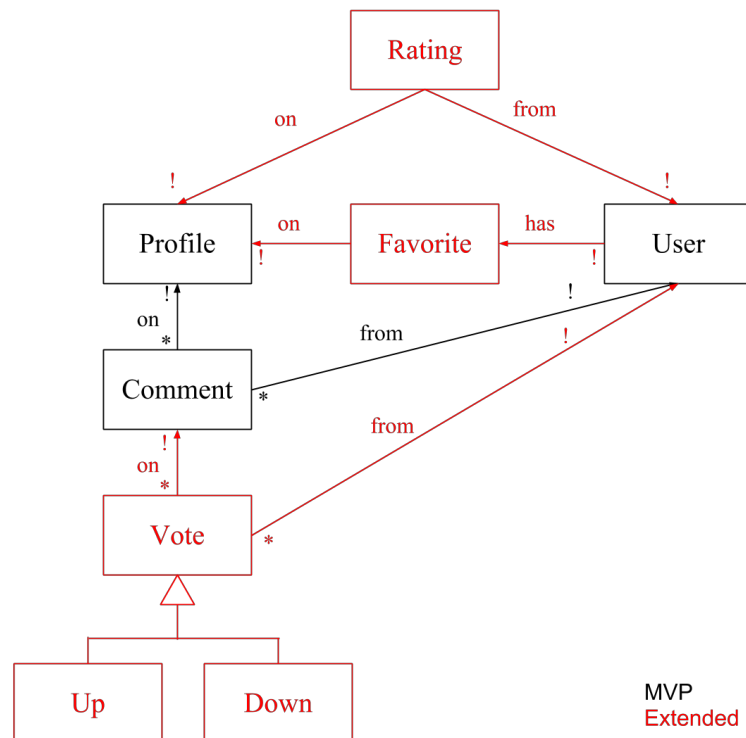 Rating
on
from
!
!
Profile
on
Favorite
has
User
!
!
!
!
on
*
from
!
Comment
*
!
from
on
*
Vote
*
Up
Down
MVP
Extended